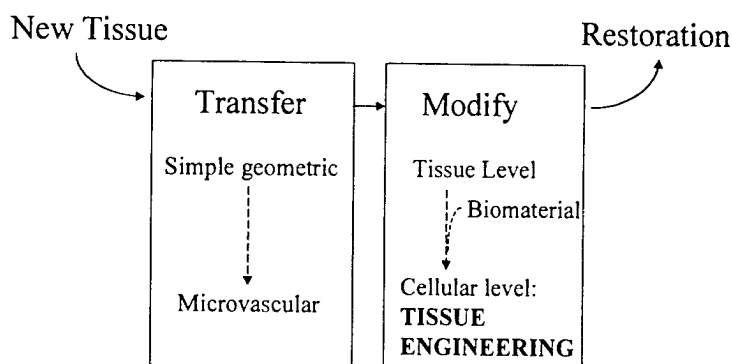 New Tissue
Restoration
Transfer
Modify
Simple geometric
Tissue Level
Biomaterial
Microvascular
Cellular level:
TISSUE
ENGINEERING